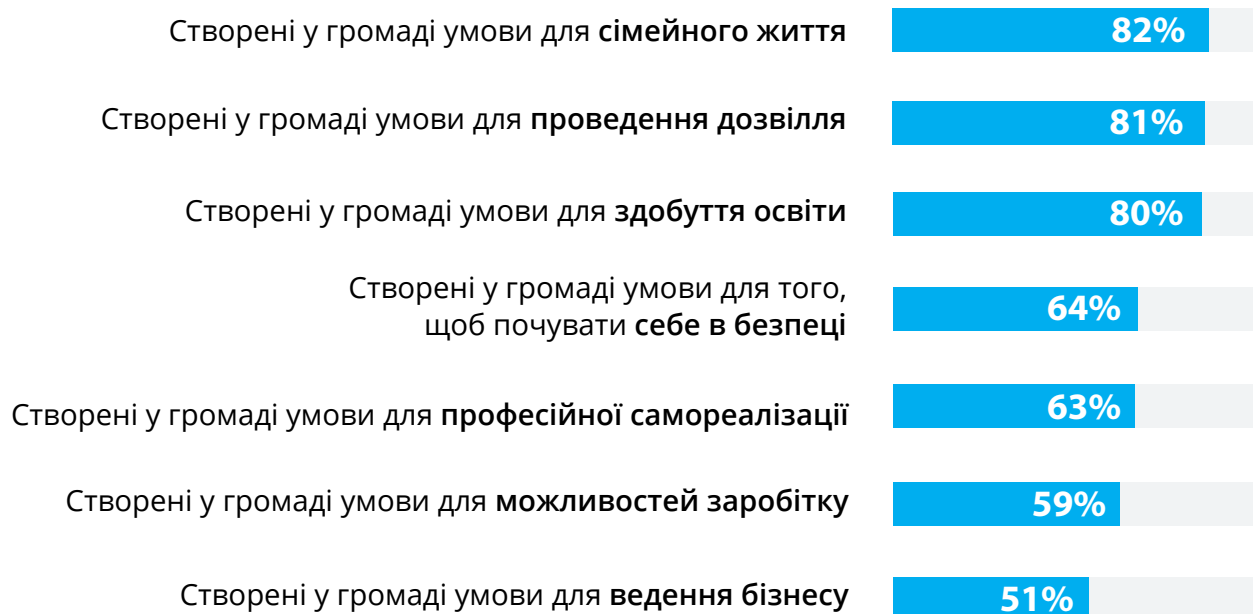 Створені у громаді умови для сімейного життя 82%
Створені у громаді умови для проведення дозвілля 81%
Створені у громаді умови для здобуття освіти 80%
Створені у громаді умови для того,
щоб почувати себе в безпеці 64%
Створені у громаді умови для професійної самореалізації 63%
Створені у громаді умови для можливостей заробітку 59%
Створені у громаді умови для ведення бізнесу 51%